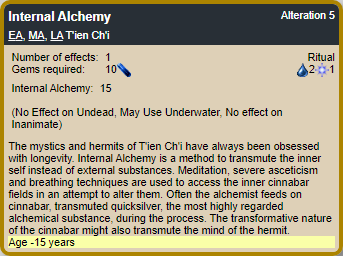 Internal Alchemy Alteration 5
EA, MA, LA T'ien Ch'i
Number of effects: 1 Ritual
Gems required: 10 2 1
Internal Alchemy: 15
(No Effect on Undead, May Use Underwater, No effect on
Inanimate)
The mystics and hermits of T'ien Ch'i have always been obsessed
with longevity. Internal Alchemy is a method to transmute the inner
self instead of external substances. Meditation, severe asceticism
and breathing techniques are used to access the inner cinnabar
fields in an attempt to alter them. Often the alchemist feeds on
cinnabar, transmuted quicksilver, the most highly regarded
alchemical substance, during the process. The transformative nature
of the cinnabar might also transmute the mind of the hermit.
Age -15 years